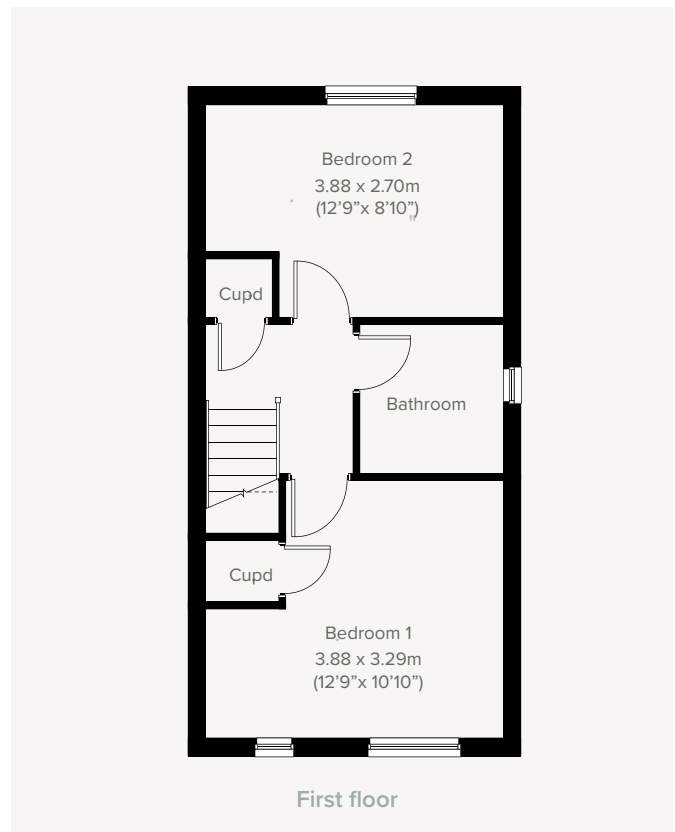 Bedroom 2
3.88 x 2.70m
(12’9”x 8’10”)
Cupd
Bathroom
Cupd
Bedroom 1
3.88 x 3.29m
(12’9”x 10’10”)
First floor